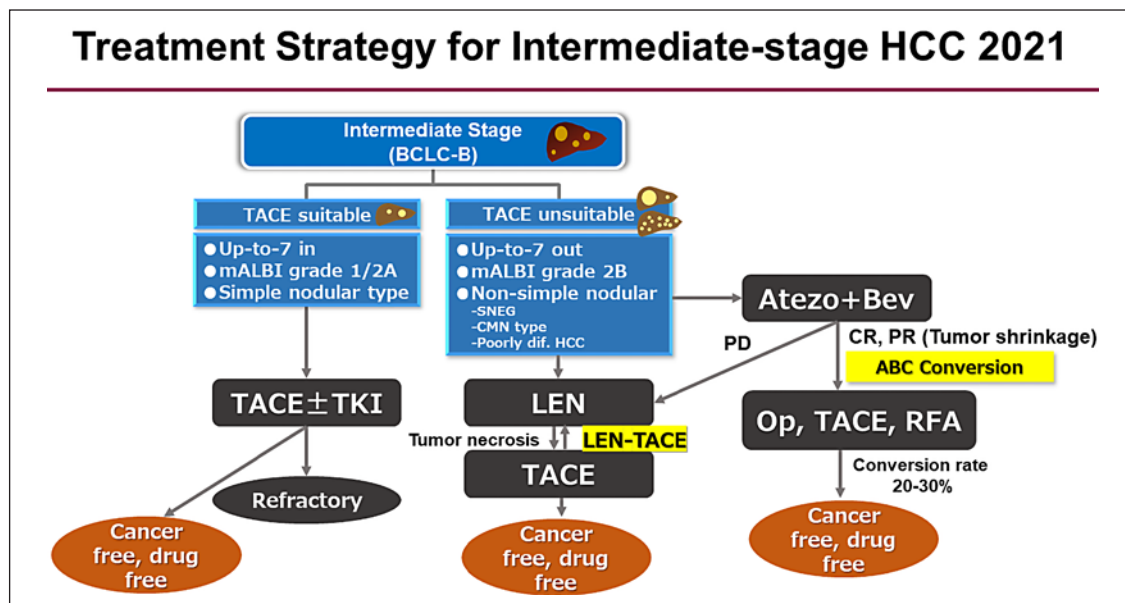 Treatment Strategy for Intermediate-stage HCC 2021
Intermediate Stage
(BCLC-B)
TACE suitable
●Up-to-7 in
●mALBI grade 1/2A
●Simple nodular type
TACE unsuitable
●Up-to-7 out
●mALBI grade 2B
●Non-simple nodular
-SNEG
-CMN type
-Poorly dif. HCC
Atezo+Bev
PD
CR, PR (Tumor shrinkage)
ABC Conversion
TACE±TKI
LEN
Op, TACE, RFA
Tumor necrosis
LEN-TACE
TACE
Conversion rate
20-30%
Refractory
Cancer
free, drug
free
Cancer
free, drug
free
Cancer
free, drug
free